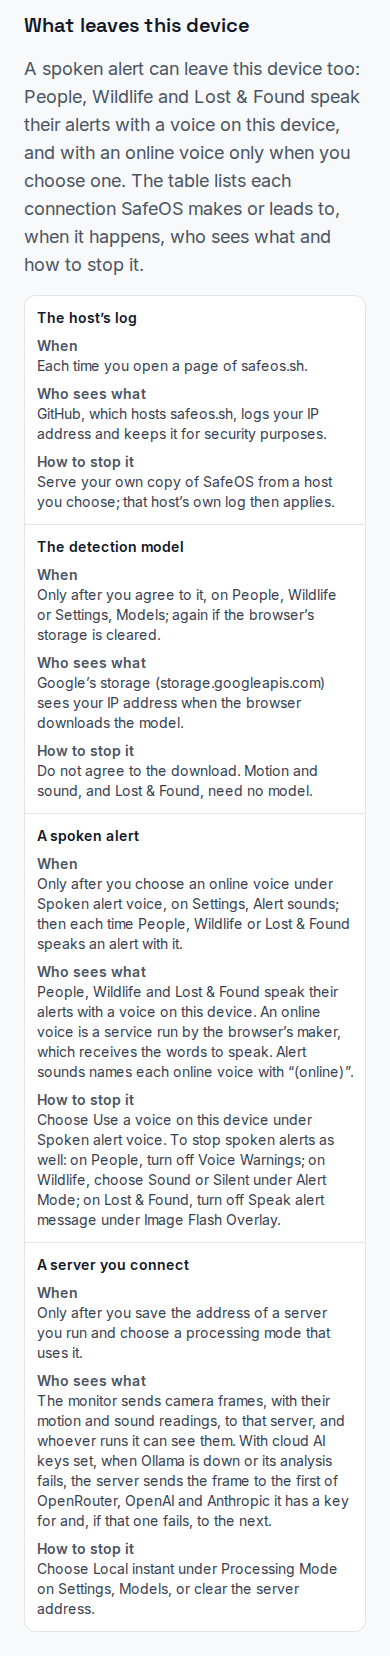 What leaves this device
A spoken alert can leave this device too:
People, Wildlife and Lost & Found speak
their alerts with a voice on this device,
and with an online voice only when you
choose one. The table lists each
connection SafeOS makes or leads to,
when it happens, who sees what and
how to stop it.
The host’s log
When
Each time you open a page of safeos.sh.
Who sees what
GitHub, which hosts safeos.sh, logs your IP
address and keeps it for security purposes.
How to stop it
Serve your own copy of SafeOS from a host
you choose; that host’s own log then applies.
The detection model
When
Only after you agree to it, on People, Wildlife
or Settings, Models; again if the browser’s
storage is cleared.
Who sees what
Google’s storage (storage.googleapis.com)
sees your IP address when the browser
downloads the model.
How to stop it
Do not agree to the download. Motion and
sound, and Lost & Found, need no model.
A spoken alert
When
Only after you choose an online voice under
Spoken alert voice, on Settings, Alert sounds;
then each time People, Wildlife or Lost & Found
speaks an alert with it.
Who sees what
People, Wildlife and Lost & Found speak their
alerts with a voice on this device. An online
voice is a service run by the browser’s maker,
which receives the words to speak. Alert
sounds names each online voice with “(online)”.
How to stop it
Choose Use a voice on this device under
Spoken alert voice. To stop spoken alerts as
well: on People, turn off Voice Warnings; on
Wildlife, choose Sound or Silent under Alert
Mode; on Lost & Found, turn off Speak alert
message under Image Flash Overlay.
A server you connect
When
Only after you save the address of a server
you run and choose a processing mode that
uses it.
Who sees what
The monitor sends camera frames, with their
motion and sound readings, to that server, and
whoever runs it can see them. With cloud AI
keys set, when Ollama is down or its analysis
fails, the server sends the frame to the first of
OpenRouter, OpenAI and Anthropic it has a key
for and, if that one fails, to the next.
How to stop it
Choose Local instant under Processing Mode
on Settings, Models, or clear the server
address.